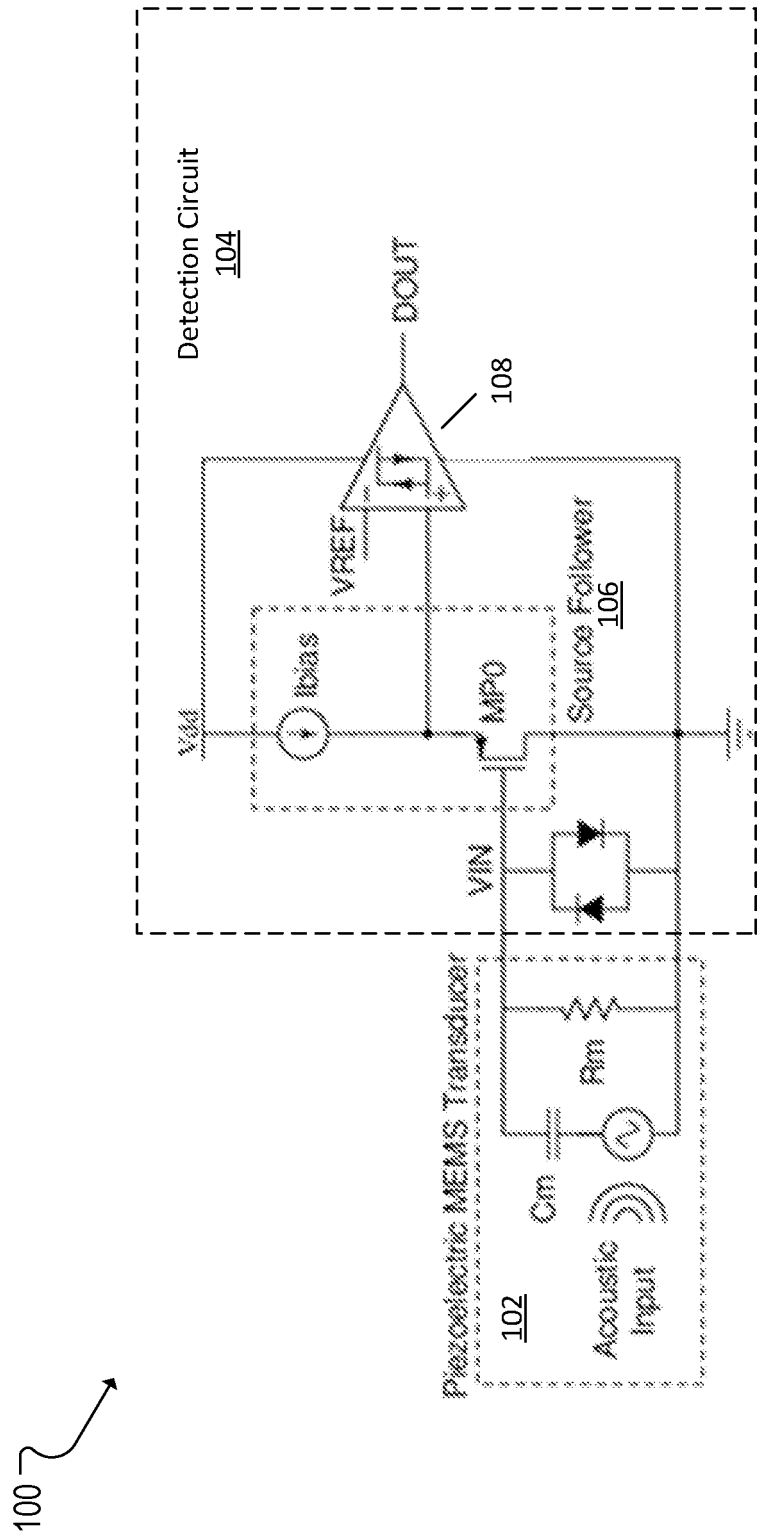 100
Piezoelectric MEMS Transducer
102
Acoustic
Input
Cm
Rm
Detection Circuit
104
Vdd
Ibias
VREF
DOUT
108
VIN
MP0
Source Follower
106
+